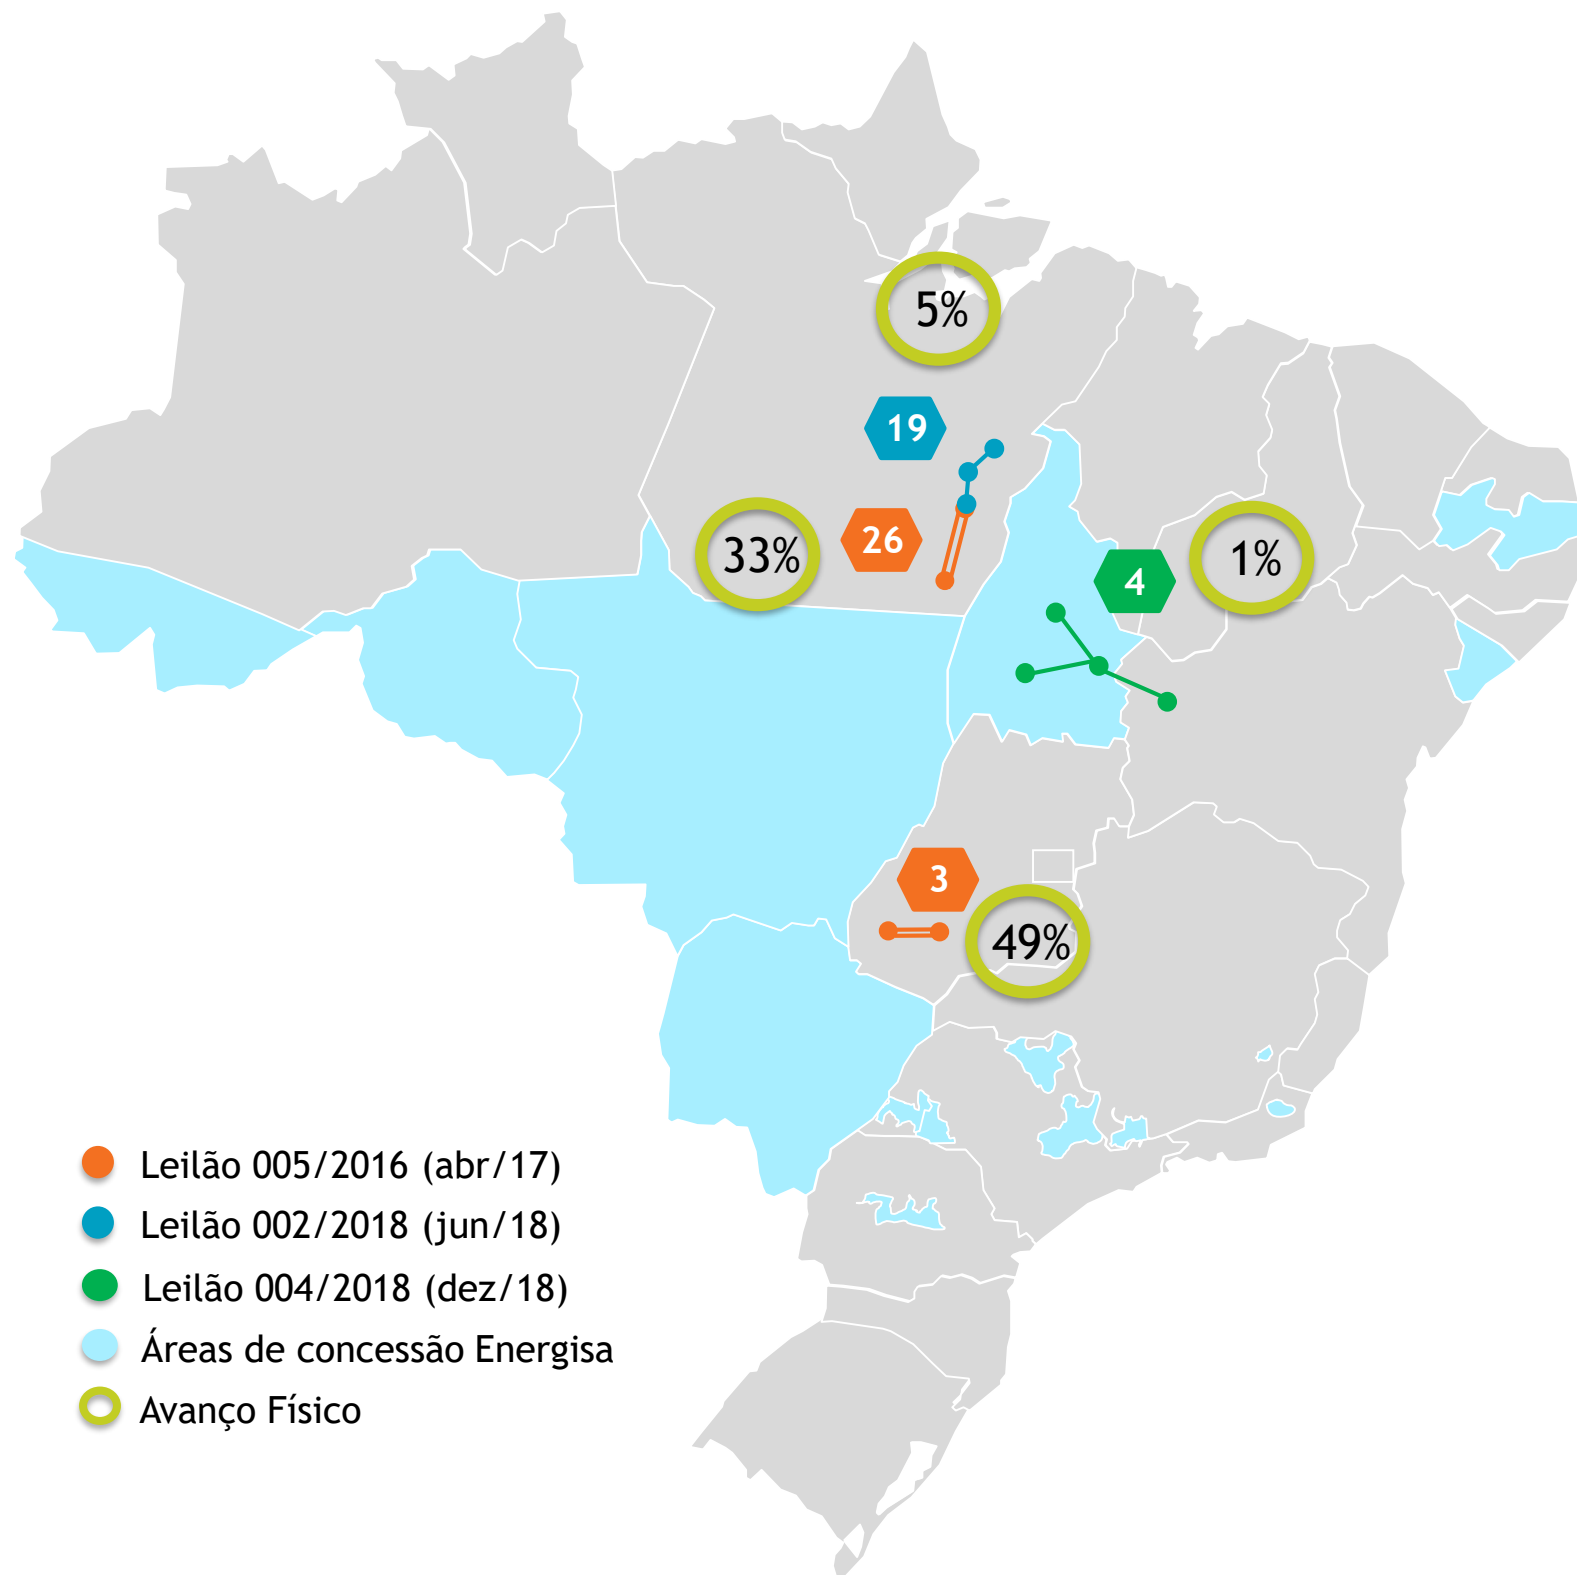 5%
19
33%
26
4
1%
3
49%
Leilão 005/2016 (abr/17)
Leilão 002/2018 (jun/18)
Leilão 004/2018 (dez/18)
Áreas de concessão Energisa
Avanço Físico